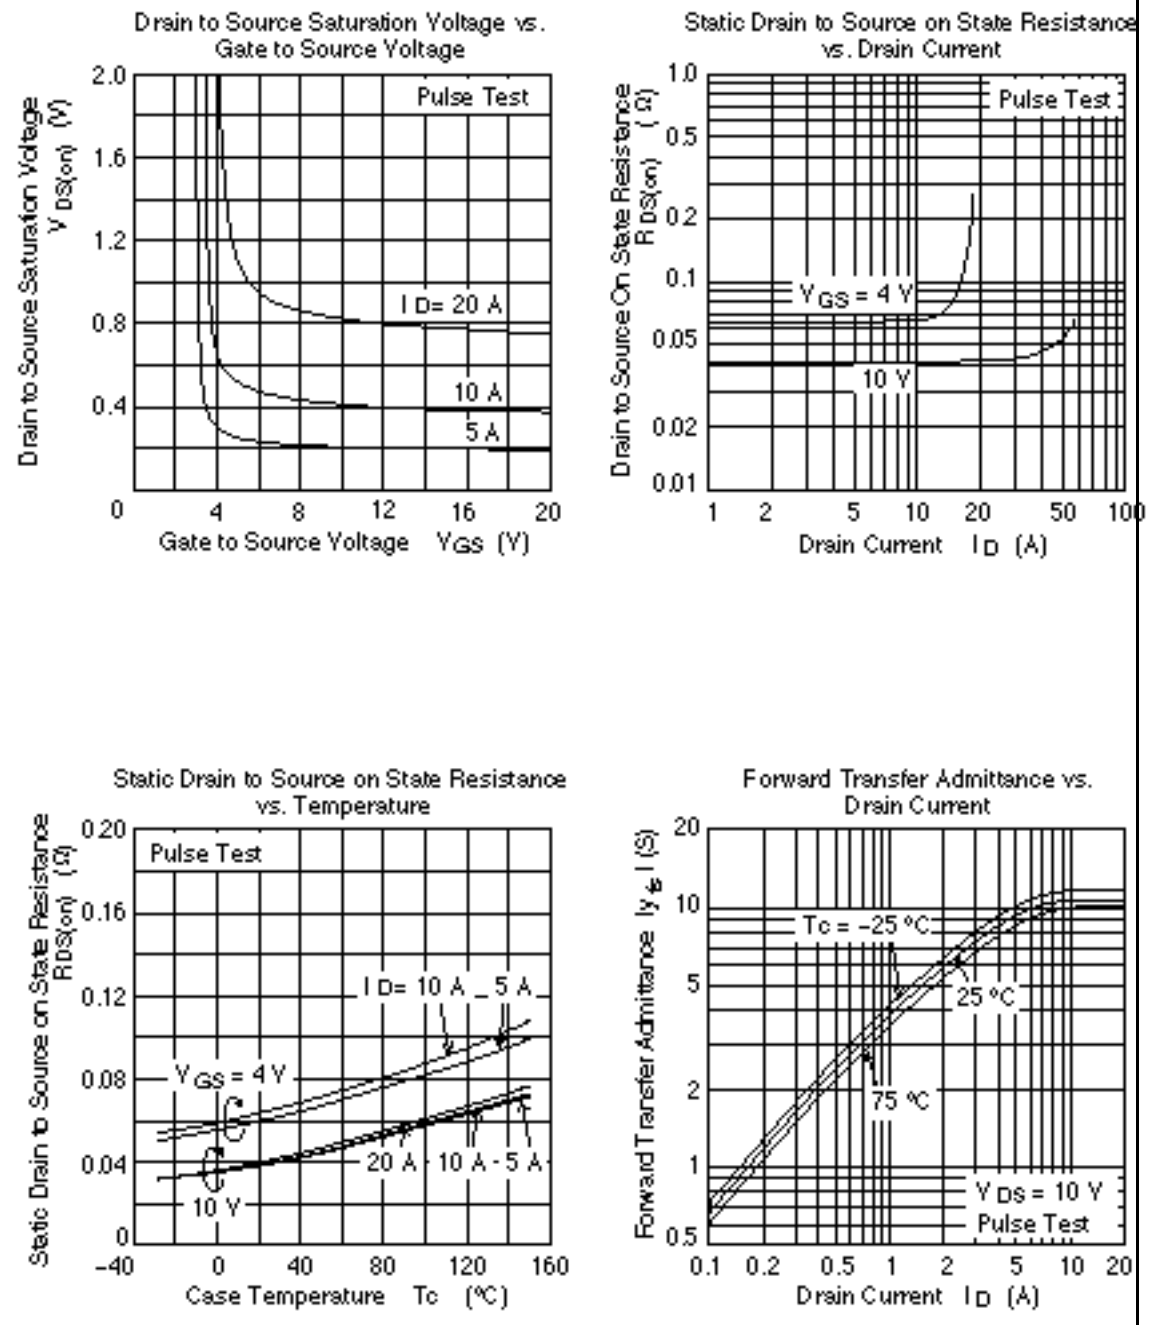 Drain to Source Saturation Voltage vs.
Gate to Source Voltage
Drain to Source Saturation Voltage
V DS(on) (V)
2.0
1.6
1.2
0.8
0.4
0
Pulse Test
I D= 20 A
10 A
5 A
4 8 12 16 20
Gate to Source Voltage VGS (V)
Static Drain to Source on State Resistance
vs. Drain Current
Drain to Source On State Resistance
R DS(on) (Ω)
1.0
0.5
0.2
0.1
0.05
0.02
0.01
Pulse Test
VGS = 4 V
10 V
1 2 5 10 20 50 100
Drain Current I D (A)
Static Drain to Source on State Resistance
vs. Temperature
Static Drain to Source on State Resistance
RDS(on) (Ω)
0.20
0.16
0.12
0.08
0.04
0
Pulse Test
I D= 10 A 5 A
VGS = 4 V
20 A 10 A 5 A
10 V
−40 0 40 80 120 160
Case Temperature Tc (ºC)
Forward Transfer Admittance vs.
Drain Current
Forward Transfer Admittance |yfs| (S)
20
10
5
2
1
0.5
Tc = −25 ºC
25 ºC
75 ºC
V DS = 10 V
Pulse Test
0.1 0.2 0.5 1 2 5 10 20
Drain Current I D (A)